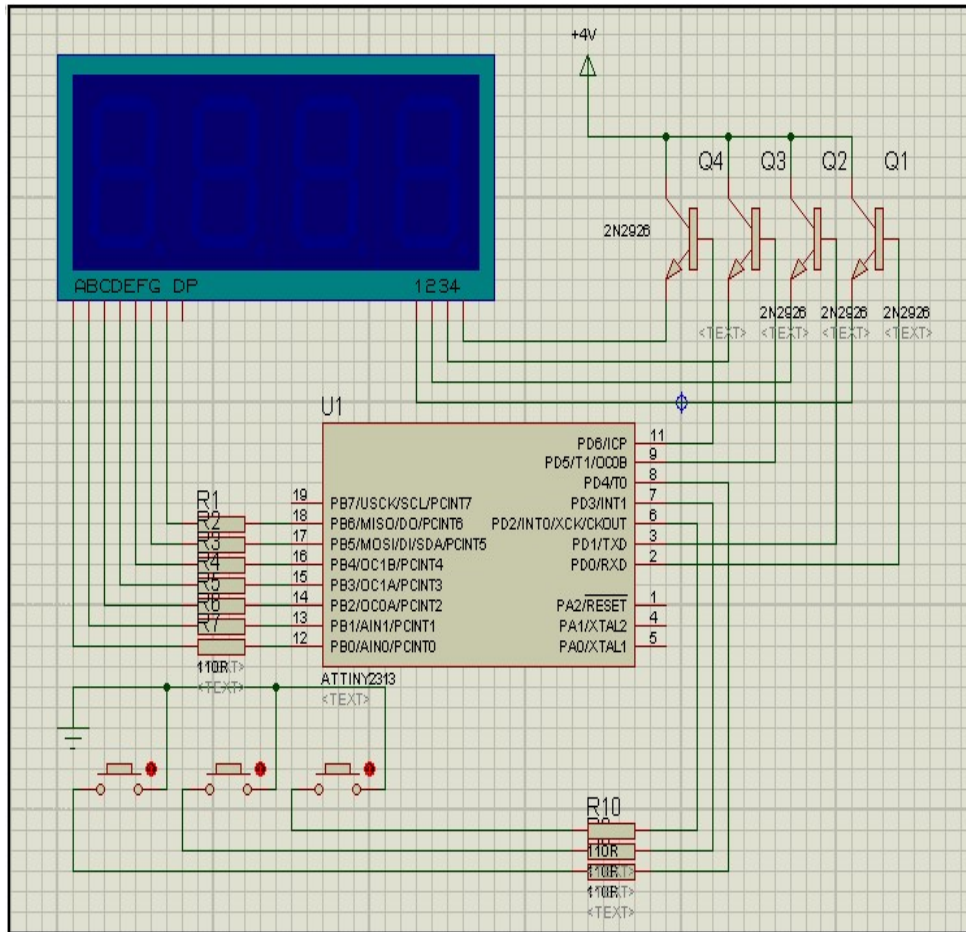 +4V
Q4
Q3
Q2
Q1
2N2926
ABCDEFG DP
1234
2N2926
2N2926
2N2926
<TEXT>
<TEXT>
<TEXT>
<TEXT>
U1
PD6/ICP
11
PD5/T1/OC0B
9
PD4/T0
8
19
PB7/USCK/SCL/PCINT7
PD3/INT1
7
R1
18
PB6/MISO/DO/PCINT6
PD2/INT0/XCK/CKOUT
6
R2
17
PB5/MOSI/DI/SDA/PCINT5
PD1/TXD
3
R3
16
PB4/OC1B/PCINT4
PD0/RXD
2
R4
15
PB3/OC1A/PCINT3
R5
14
PB2/OC0A/PCINT2
PA2/RESET
1
R6
13
PB1/AIN1/PCINT1
PA1/XTAL2
4
R7
12
PB0/AIN0/PCINT0
PA0/XTAL1
5
110R
<TEXT>
ATTINY2313
<TEXT>
R10
110R
110R
110R
<TEXT>